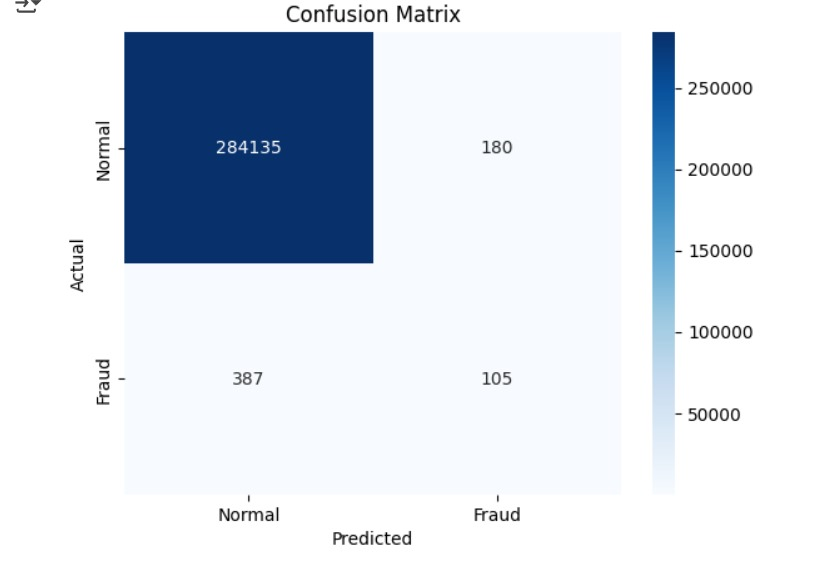 Confusion Matrix
Normal
284135
180
Actual
Fraud
387
105
Normal
Fraud
Predicted
250000
200000
150000
100000
50000